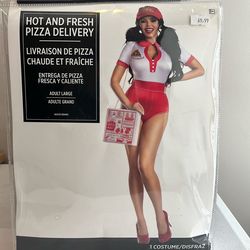 HOT AND FRESH
PIZZA DELIVERY
LIVRAISON DE PIZZA
CHAUDE ET FRAÎCHE
ENTREGA DE PIZZA
FRESCA Y CALIENTE
ADULT LARGE
ADULTE GRAND
1 COSTUME/DISFRAZ